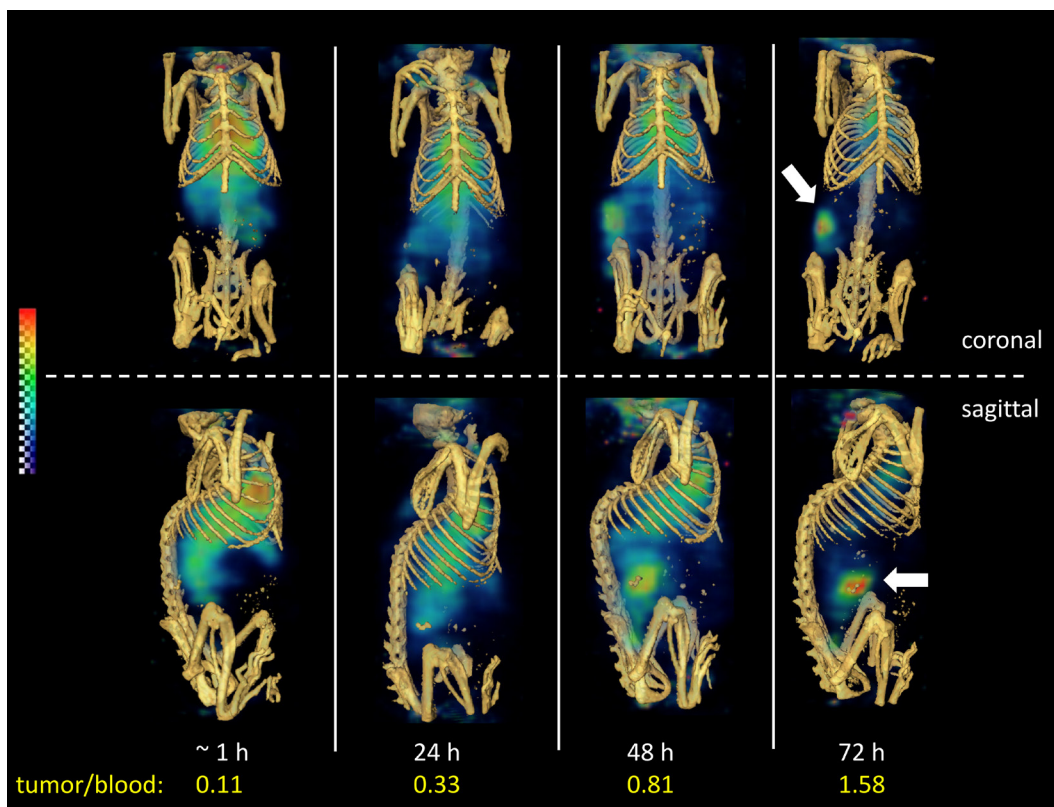 coronal
sagittal
~ 1 h 24 h 48 h 72 h
tumor/blood: 0.11 0.33 0.81 1.58